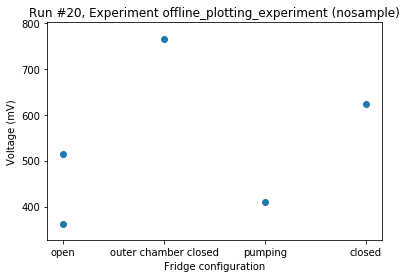 Run #20, Experiment offline_plotting_experiment (nosample)
800
700
600
500
400
Voltage (mV)
open outer chamber closed pumping closed
Fridge configuration